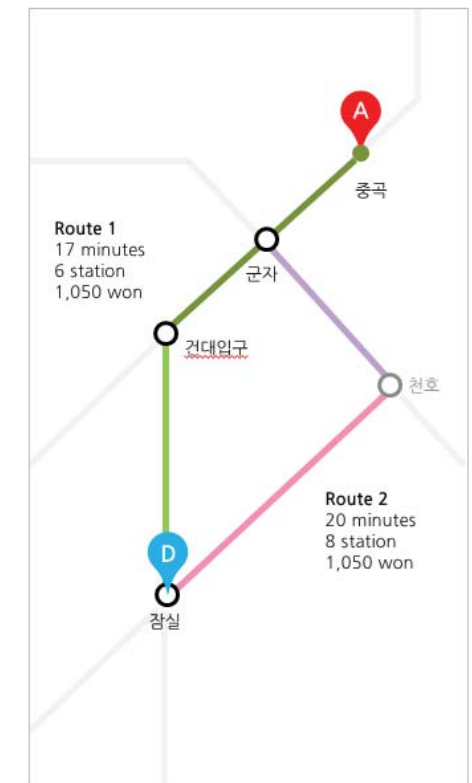 A
중곡
Route 1
17 minutes
6 station
1,050 won
군자
건대입구
천호
Route 2
20 minutes
8 station
1,050 won
D
잠실